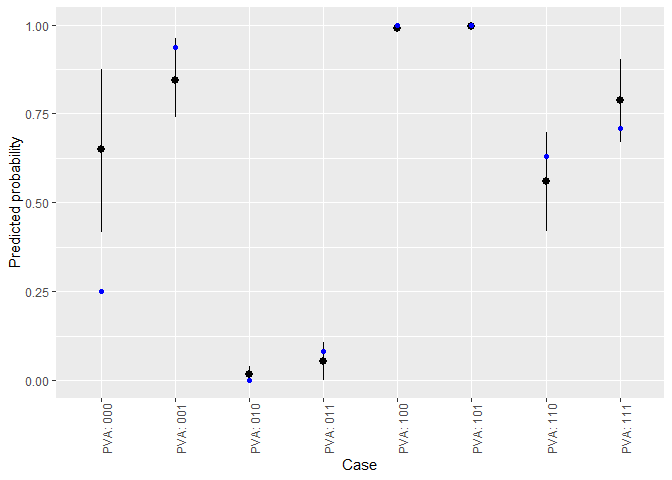 1.00
0.75
0.50
0.25
0.00
Predicted probability
PVA: 000
PVA: 001
PVA: 010
PVA: 011
PVA: 100
PVA: 101
PVA: 110
PVA: 111
Case